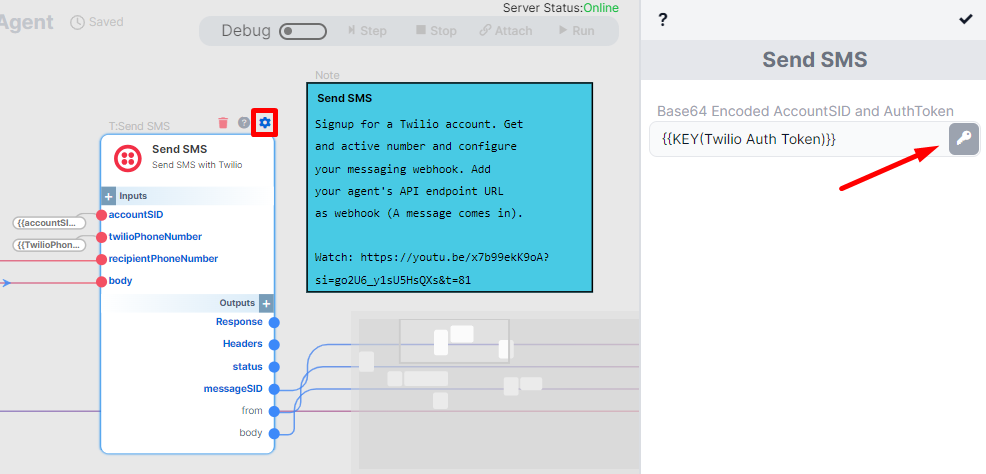 Server Status:Online
Agent
Saved
Debug
Step
Stop
Attach
Run
Note
T:Send SMS
?
Send SMS
Send SMS with Twilio
Inputs
{{accountSI...
accountSID
{{TwilioPhon...
twilioPhoneNumber
recipientPhoneNumber
body
Outputs
Response
Headers
status
messageSID
from
body
Send SMS
Signup for a Twilio account. Get
and active number and configure
your messaging webhook. Add
your agent's API endpoint URL
as webhook (A message comes in).
Watch: https://youtu.be/x7b99ekK9oA?
si=go2U6_y1sU5HsQXs&t=81
?
Send SMS
Base64 Encoded AccountSID and AuthToken
{{KEY(Twilio Auth Token)}}